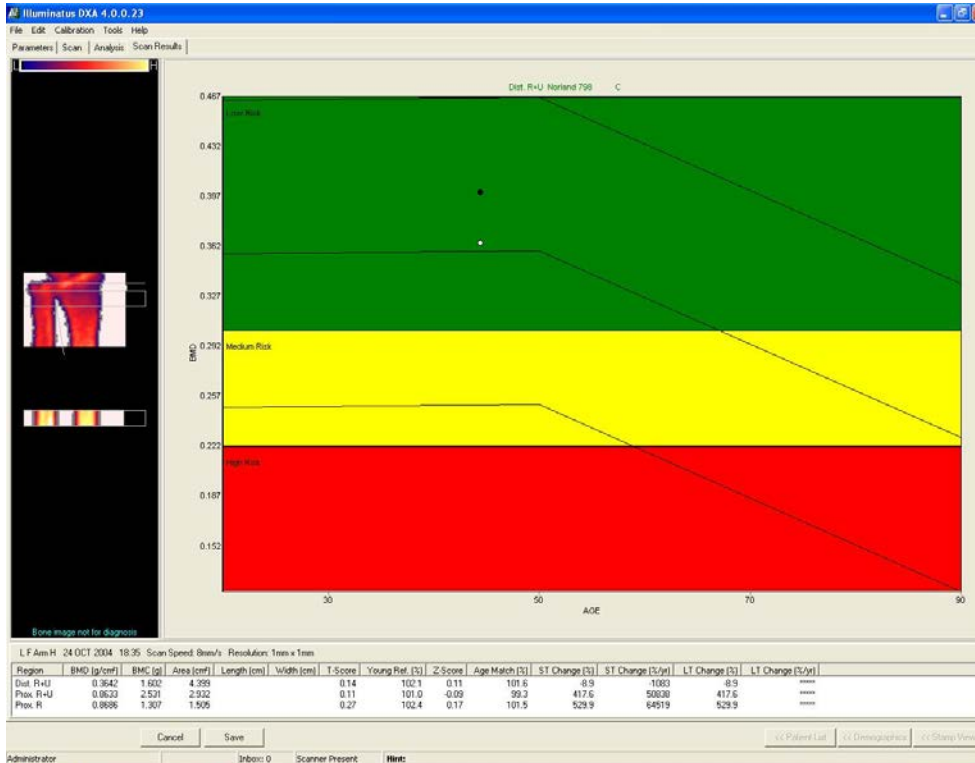 Illuminatus DXA 4.0.0.23
File Edit Calibration Tools Help
Parameters Scan Analysis Scan Results
L H
Dist. R+U Norland 798 C
0.467
Low Risk
0.432
0.397
0.362
0.327
0.292
Medium Risk
0.257
0.222
High Risk
0.187
0.152
BMD
30 50 70 90
AGE
Bone image not for diagnosis
L F Arm H 24 OCT 2004 18:35 Scan Speed: 8mm/s Resolution: 1mm x 1mm
Region BMD [g/cm²] BMC [g] Area [cm²] Length [cm] Width [cm] T-Score Young Ref. [%] Z-Score Age Match [%] ST Change [%] ST Change [%/yr] LT Change [%] LT Change [%/yr]
Dist. R+U 0.3642 1.602 4.399 0.14 102.1 0.11 101.6 -8.9 -1083 -8.9 *****
Prox. R+U 0.8633 2.531 2.932 0.11 101.0 -0.09 99.3 417.6 50838 417.6 *****
Prox. R 0.8686 1.307 1.505 0.27 102.4 0.17 101.5 529.9 64519 529.9 *****
Cancel Save << Patient List << Demographics << Stamp View
Administrator Inbox: 0 Scanner Present Hint: